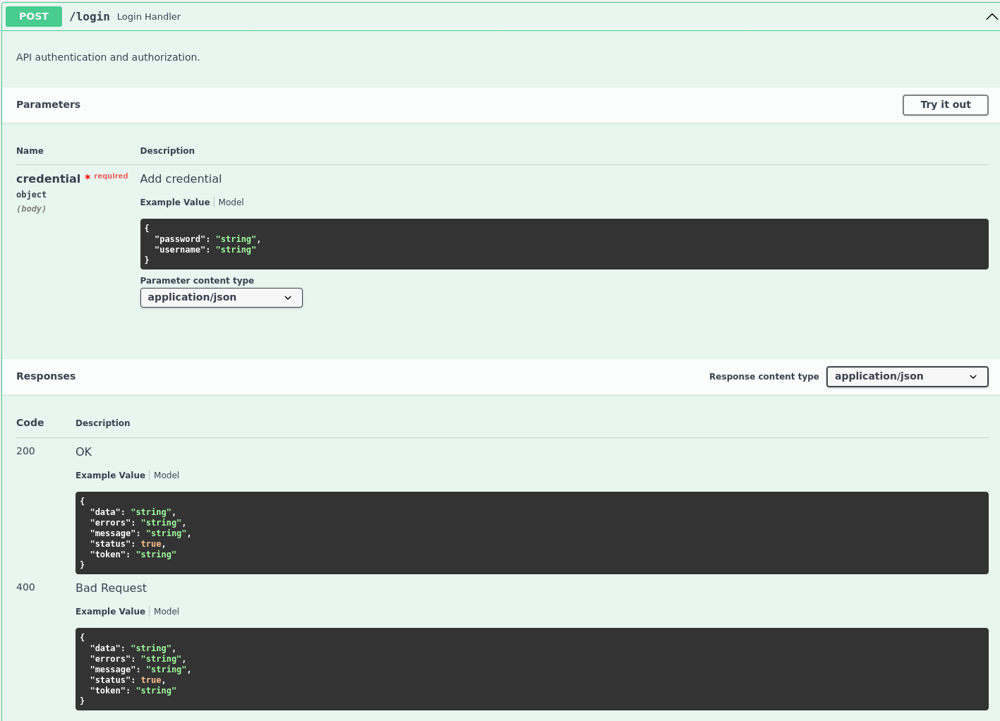 POST /login Login Handler
API authentication and authorization.
Parameters Try it out
Name Description
credential * required Add credential
object
(body)
Example Value Model
{
  "password": "string",
  "username": "string"
}
Parameter content type
application/json
Responses Response content type application/json
Code Description
200 OK
Example Value Model
{
  "data": "string",
  "errors": "string",
  "message": "string",
  "status": true,
  "token": "string"
}
400 Bad Request
Example Value Model
{
  "data": "string",
  "errors": "string",
  "message": "string",
  "status": true,
  "token": "string"
}